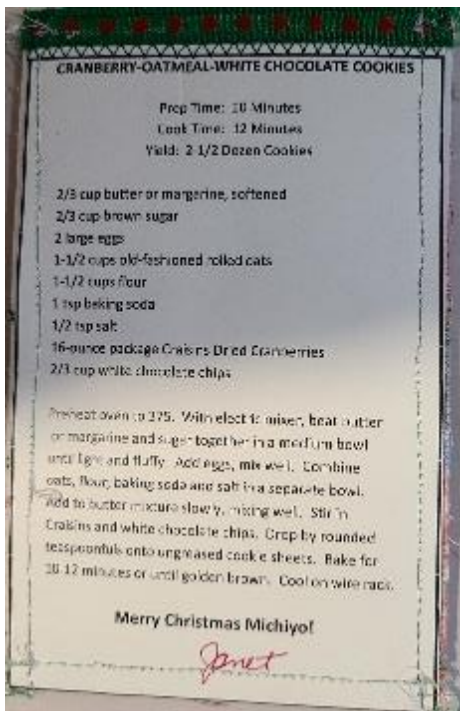 CRANBERRY-OATMEAL-WHITE CHOCOLATE COOKIES
Prep Time: 10 Minutes
Cook Time: 12 Minutes
Yield: 2 1/2 Dozen Cookies
2/3 cup butter or margerine, softened
2/3 cup brown sugar
2 large eggs
1-1/2 cups old-fashioned rolled oats
1-1/2 cups flour
1 tsp baking soda
1/2 tsp salt
16-ounce package Craisins Dried Cranberries
2/3 cup white chocolate chips
Preheat oven to 375. With electric mixer, beat butter
or margarine and sugar together in a medium bowl
until light and fluffy. Add eggs, mix well. Combine
oats, flour, baking soda and salt in a separate bowl.
Add to butter mixture slowly, mixing well. Stir in
Craisins and white chocolate chips. Drop by rounded
teaspoonfuls onto ungreased cookie sheets. Bake for
10-12 minutes or until golden brown. Cool on wire rack.
Merry Christmas Michiyo!
Janet